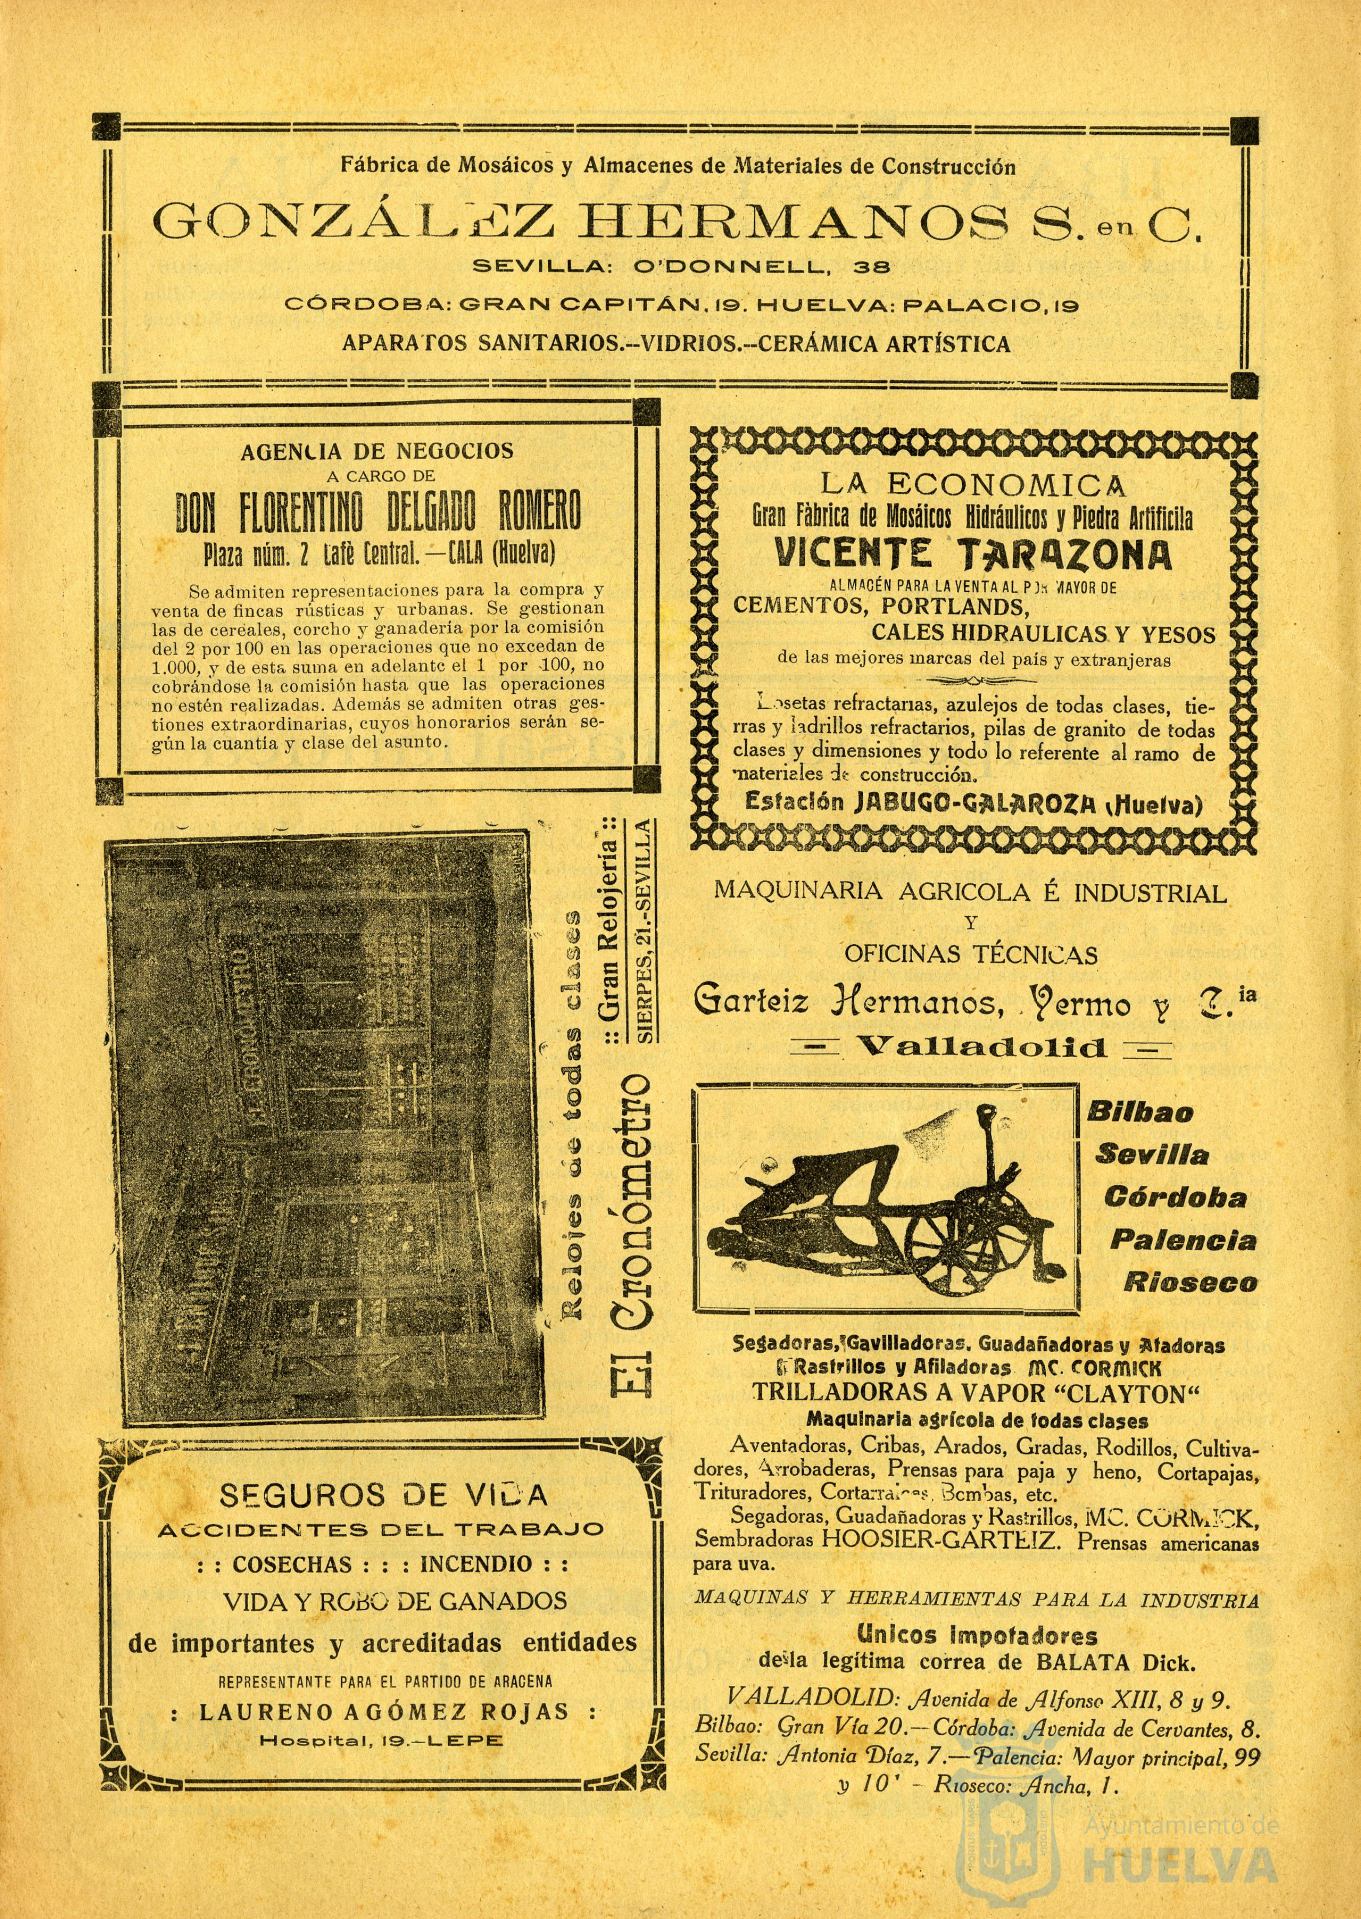 Fábrica de Mosáicos y Almacenes de Materiales de Construcción
GONZÁLEZ HERMANOS S. en C.
SEVILLA: O'DONNELL, 38
CÓRDOBA: GRAN CAPITÁN, 19. HUELVA: PALACIO, 19
APARATOS SANITARIOS.--VIDRIOS.--CERÁMICA ARTÍSTICA
AGENCIA DE NEGOCIOS
A CARGO DE
DON FLORENTINO DELGADO ROMERO
Plaza núm. 2 Café Central.—CALA (Huelva)
Se admiten representaciones para la compra y
venta de fincas rústicas y urbanas. Se gestionan
las de cereales, corcho y ganadería por la comisión
del 2 por 100 en las operaciones que no excedan de
1.000, y de esta suma en adelante el 1 por 100, no
cobrándose la comisión hasta que las operaciones
no estén realizadas. Además se admiten otras ges-
tiones extraordinarias, cuyos honorarios serán se-
gún la cuantía y clase del asunto.
EL CRONOMETRO
Relojes de todas clases
El Cronómetro
:: Gran Relojería ::
SIERPES, 21.-SEVILLA
SEGUROS DE VIDA
ACCIDENTES DEL TRABAJO
: : COSECHAS : : : INCENDIO : :
VIDA Y ROBO DE GANADOS
de importantes y acreditadas entidades
REPRESENTANTE PARA EL PARTIDO DE ARACENA
: LAURENO AGÓMEZ ROJAS :
Hospital, 19.—LEPE
LA ECONOMICA
Gran Fàbrica de Mosáicos Hidráulicos y Piedra Artificila
VICENTE TARAZONA
ALMACÉN PARA LA VENTA AL POR MAYOR DE
CEMENTOS, PORTLANDS,
CALES HIDRAULICAS Y YESOS
de las mejores marcas del país y extranjeras
Losetas refractarias, azulejos de todas clases, tie-
rras y ladrillos refractarios, pilas de granito de todas
clases y dimensiones y todo lo referente al ramo de
materiales de construcción.
Estación JABUGO-GALAROZA (Huelva)
MAQUINARIA AGRICOLA É INDUSTRIAL
Y
OFICINAS TÉCNICAS
Garteiz Hermanos, Yermo y C.ia
Valladolid
Bilbao
Sevilla
Córdoba
Palencia
Rioseco
Segadoras, Gavilladoras, Guadañadoras y Atadoras
Rastrillos y Afiladoras MC. CORMICK
TRILLADORAS A VAPOR “CLAYTON“
Maquinaria agrícola de todas clases
Aventadoras, Cribas, Arados, Gradas, Rodillos, Cultiva-
dores, Arrobaderas, Prensas para paja y heno, Cortapajas,
Trituradores, Cortarraices, Bombas, etc.
Segadoras, Guadañadoras y Rastrillos, MC. CORMICK,
Sembradoras HOOSIER-GARTEIZ. Prensas americanas
para uva.
MAQUINAS Y HERRAMIENTAS PARA LA INDUSTRIA
Unicos Impotadores
de la legítima correa de BALATA Dick.
VALLADOLID: Avenida de Alfonso XIII, 8 y 9.
Bilbao: Gran Vía 20.—Córdoba: Avenida de Cervantes, 8.
Sevilla: Antonia Díaz, 7.—Palencia: Mayor principal, 99
y - Rioseco: Ancha, 1.
Ayuntamiento de
HUELVA